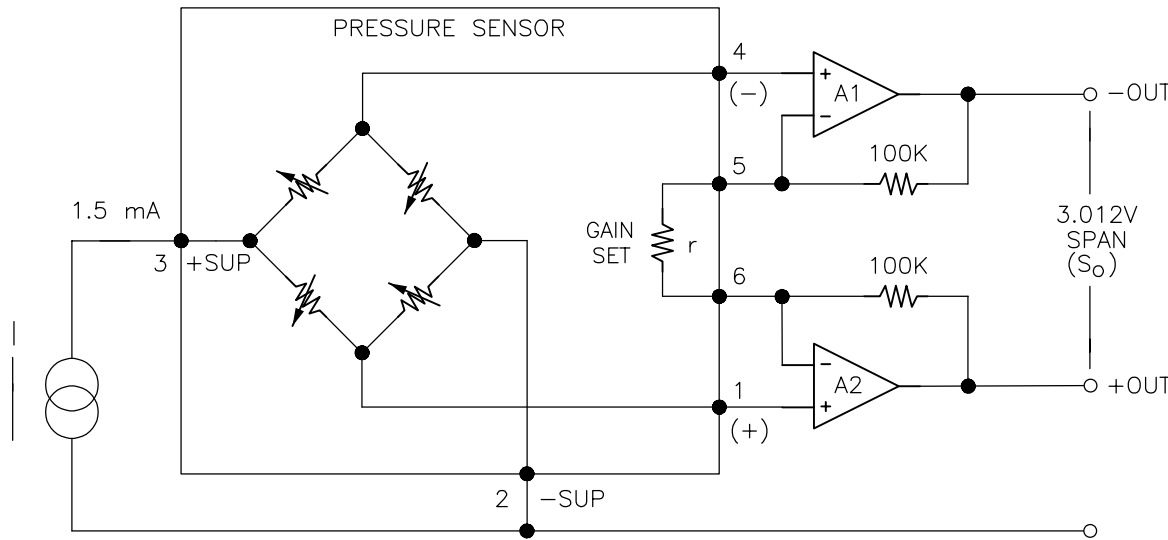 PRESSURE SENSOR
4
(−)
+
A1
−
−OUT
100K
5
1.5 mA
GAIN
SET
r
3.012V
SPAN
(So)
3
+SUP
6
100K
−
A2
+
1
(+)
+OUT
2
−SUP